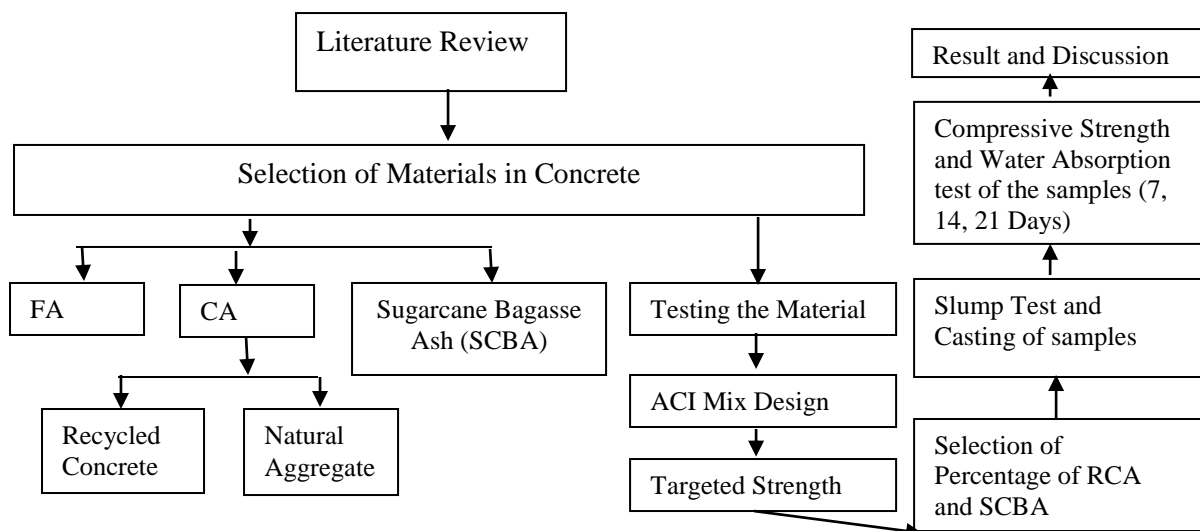 Literature Review
Selection of Materials in Concrete
FA
CA
Sugarcane Bagasse
Ash (SCBA)
Recycled
Concrete
Natural
Aggregate
Testing the Material
ACI Mix Design
Targeted Strength
Selection of
Percentage of RCA
and SCBA
Slump Test and
Casting of samples
Compressive Strength
and Water Absorption
test of the samples (7,
14, 21 Days)
Result and Discussion